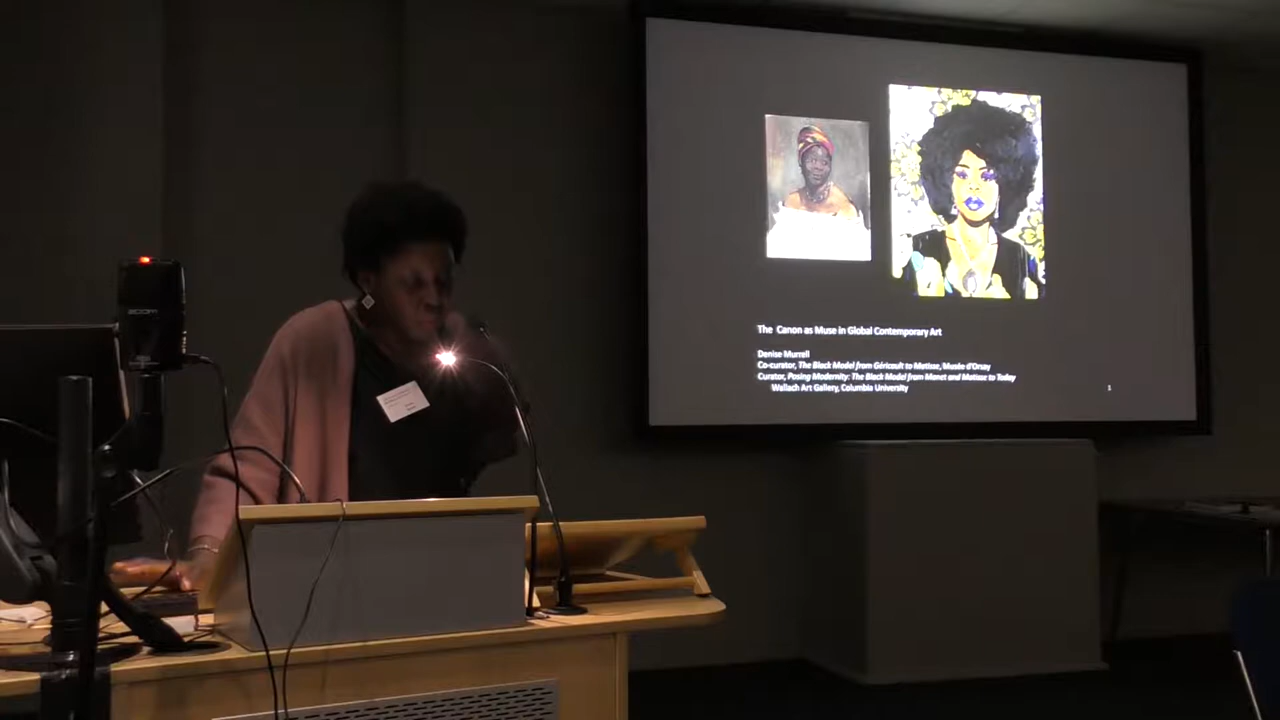 The Canon as Muse in Global Contemporary Art
Denise Murrell
Co-curator, The Black Model from Géricault to Matisse, Musée d'Orsay
Curator, Posing Modernity: The Black Model from Manet and Matisse to Today
Wallach Art Gallery, Columbia University
1
zoom